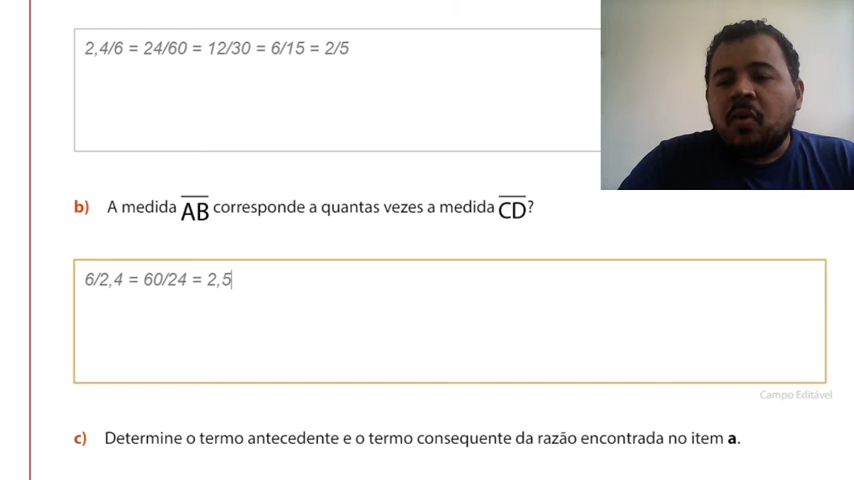 2,4/6 = 24/60 = 12/30 = 6/15 = 2/5
b) A medida AB corresponde a quantas vezes a medida CD?
6/2,4 = 60/24 = 2,5
Campo Editável
c) Determine o termo antecedente e o termo consequente da razão encontrada no item a.